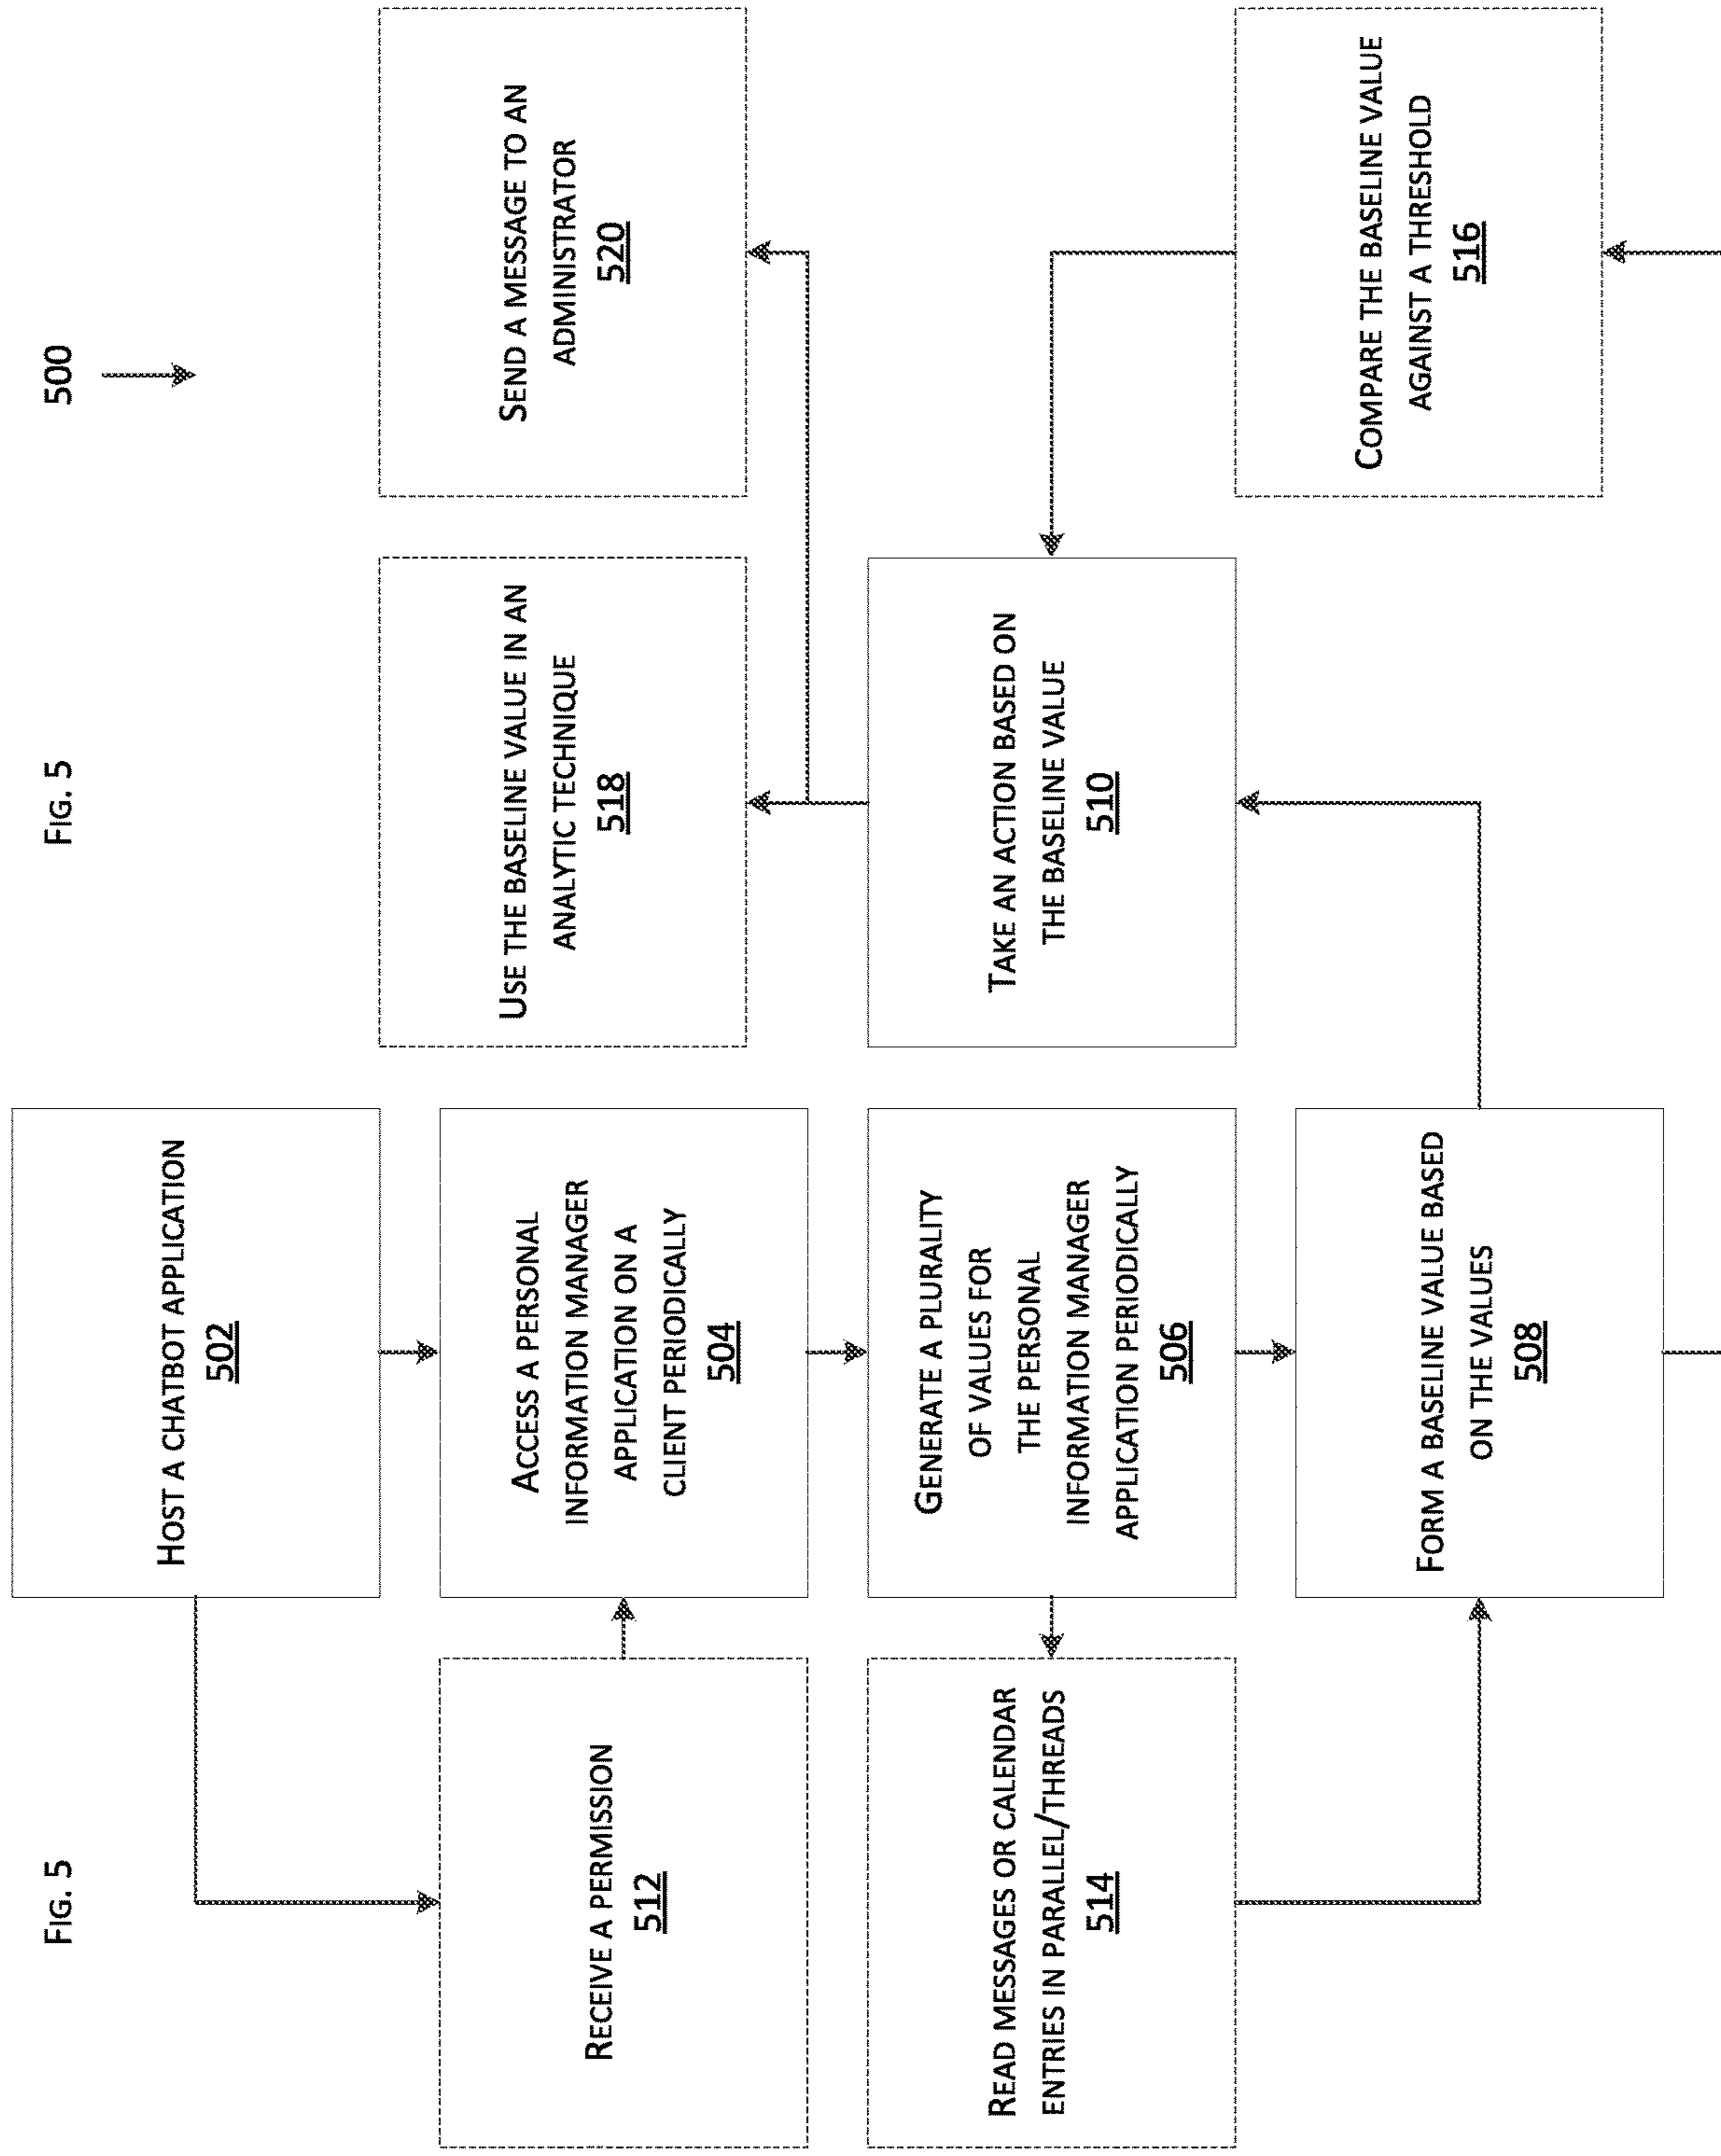 FIG. 5
FIG. 5
500
HOST A CHATBOT APPLICATION
502
RECEIVE A PERMISSION
512
ACCESS A PERSONAL
INFORMATION MANAGER
APPLICATION ON A
CLIENT PERIODICALLY
504
USE THE BASELINE VALUE IN AN
ANALYTIC TECHNIQUE
518
SEND A MESSAGE TO AN
ADMINISTRATOR
520
READ MESSAGES OR CALENDAR
ENTRIES IN PARALLEL/THREADS
514
GENERATE A PLURALITY
OF VALUES FOR
THE PERSONAL
INFORMATION MANAGER
APPLICATION PERIODICALLY
506
TAKE AN ACTION BASED ON
THE BASELINE VALUE
510
FORM A BASELINE VALUE BASED
ON THE VALUES
508
COMPARE THE BASELINE VALUE
AGAINST A THRESHOLD
516